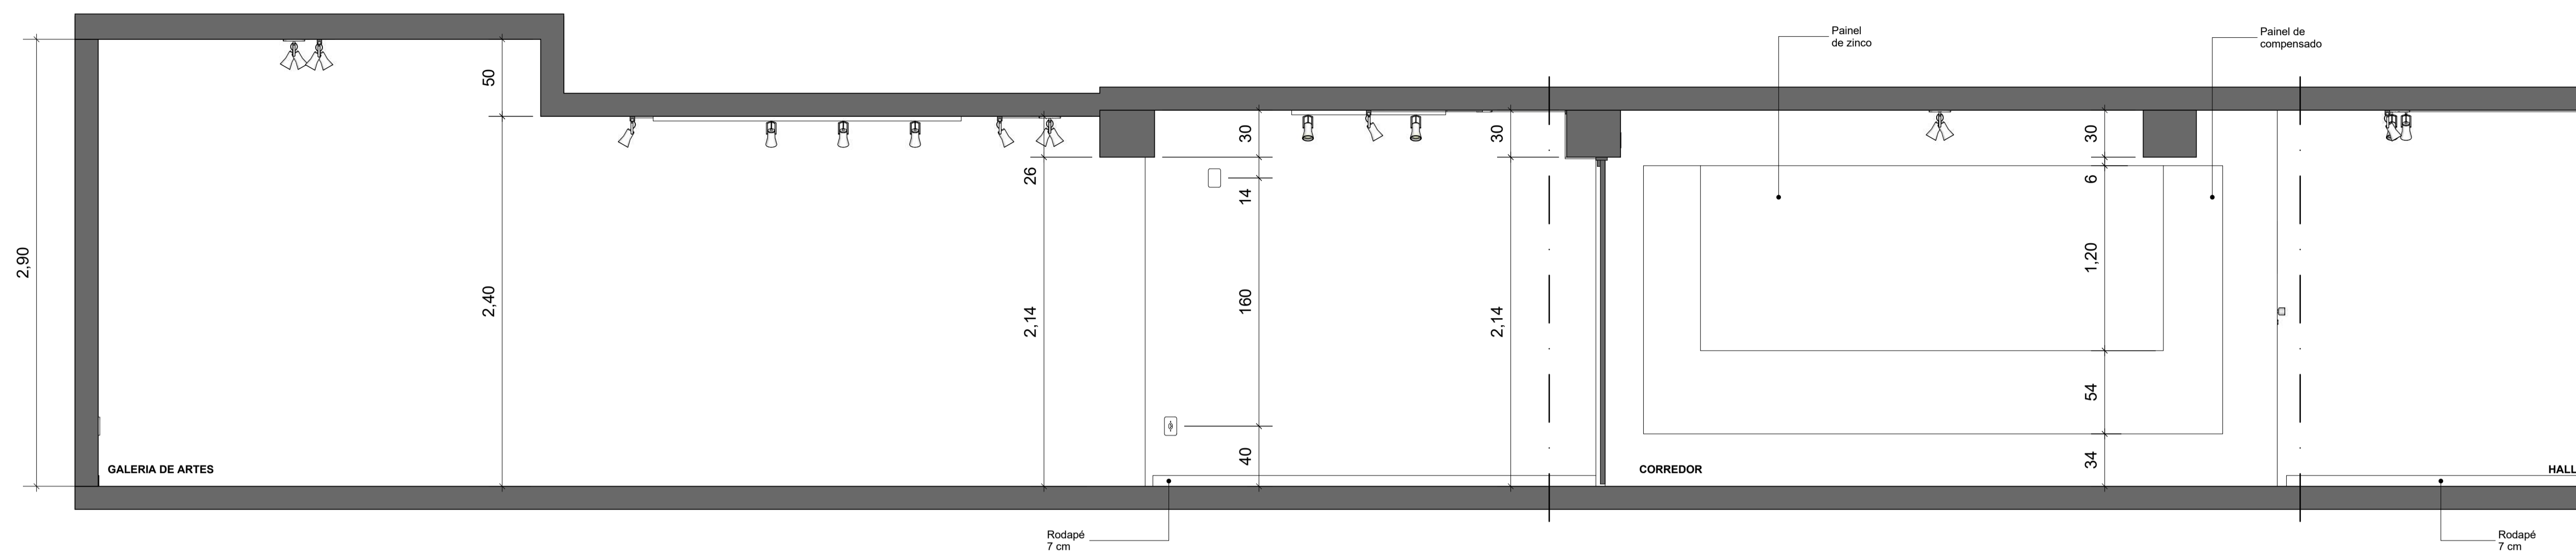 Painel
de zinco
Painel de
compensado
50
30
30
30
26
14
6
2,90
2,40
2,14
160
2,14
1,20
54
40
34
GALERIA DE ARTES
CORREDOR
HALL
Rodapé
7 cm
Rodapé
7 cm